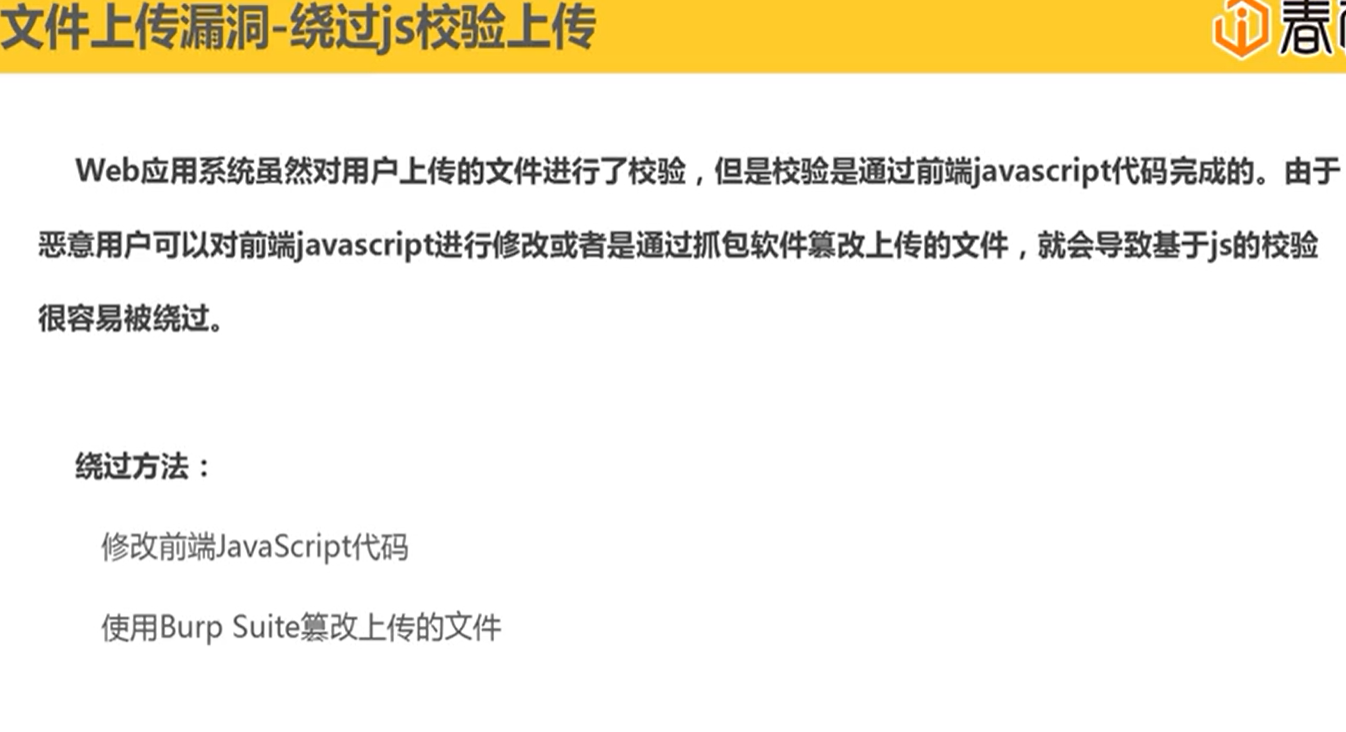 文件上传漏洞-绕过js校验上传
春
Web应用系统虽然对用户上传的文件进行了校验，但是校验是通过前端javascript代码完成的。由于
恶意用户可以对前端javascript进行修改或者是通过抓包软件篡改上传的文件，就会导致基于js的校验
很容易被绕过。
绕过方法：
修改前端JavaScript代码
使用Burp Suite篡改上传的文件